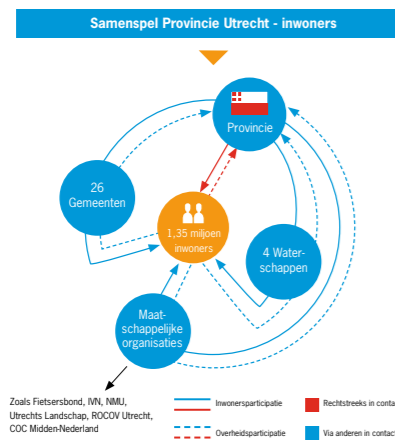 Samenspel Provincie Utrecht - inwoners
Provincie
26
Gemeenten
1,35 miljoen
inwoners
4 Water-
schappen
Maat-
schappelijke
organisaties
Zoals Fietsersbond, IVN, NMU,
Utrechts Landschap, ROCOV Utrecht,
COC Midden-Nederland
Inwonersparticipatie
Overheidsparticipatie
Rechtstreeks in conta
Via anderen in contact